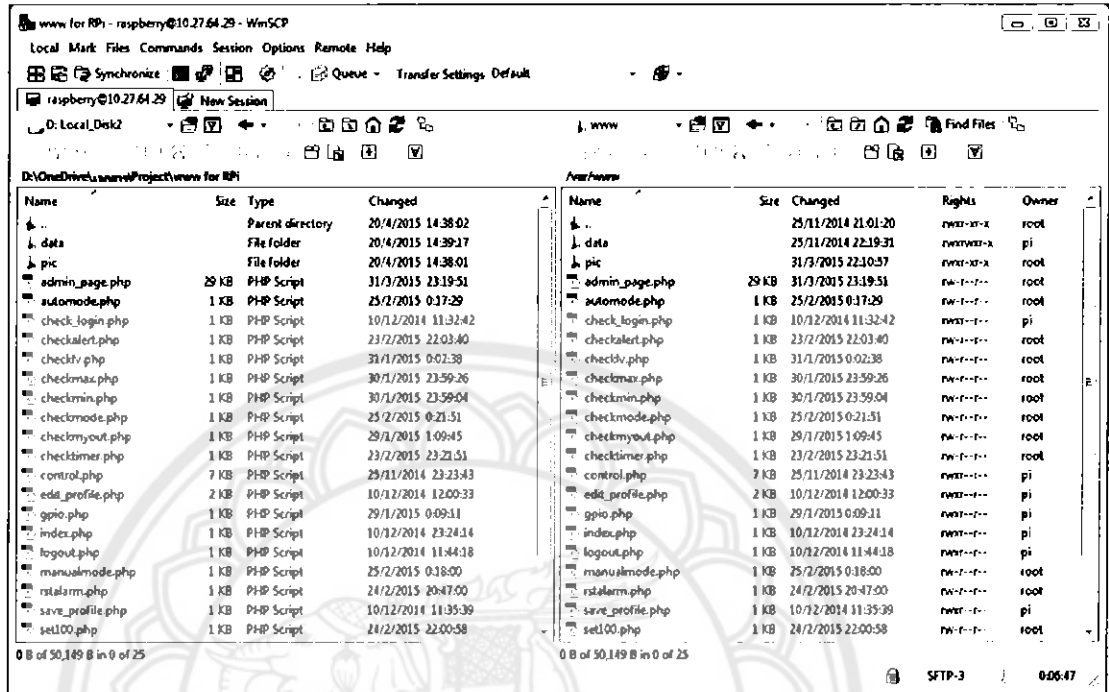 www for RPi - raspberry@10.27.64.29 - WinSCP
Local Mark Files Commands Session Options Remote Help
Synchronize Queue Transfer Settings Default
raspberry@10.27.64.29 New Session
D: Local_Disk2 www Find Files
D:\OneDrive\ Project\www for RPi /var/www
Name Size Type Changed Name Size Changed Rights Owner
.. Parent directory 20/4/2015 14:38:02 .. 25/11/2014 21:01:20 rwxr-xr-x root
data File folder 20/4/2015 14:39:17 data 25/11/2014 22:19:31 rwxrwxr-x pi
pic File folder 20/4/2015 14:38:01 pic 31/3/2015 22:10:57 rwxr-xr-x root
admin_page.php 29 KB PHP Script 31/3/2015 23:19:51 admin_page.php 29 KB 31/3/2015 23:19:51 rw-r--r-- root
automode.php 1 KB PHP Script 25/2/2015 0:17:29 automode.php 1 KB 25/2/2015 0:17:29 rw-r--r-- root
check_login.php 1 KB PHP Script 10/12/2014 11:32:42 check_login.php 1 KB 10/12/2014 11:32:42 rwxr--r-- pi
checkalert.php 1 KB PHP Script 23/2/2015 22:03:40 checkalert.php 1 KB 23/2/2015 22:03:40 rw-r--r-- root
checklv.php 1 KB PHP Script 31/1/2015 0:02:38 checklv.php 1 KB 31/1/2015 0:02:38 rw-r--r-- root
checkmax.php 1 KB PHP Script 30/1/2015 23:59:26 checkmax.php 1 KB 30/1/2015 23:59:26 rw-r--r-- root
checkmin.php 1 KB PHP Script 30/1/2015 23:59:04 checkmin.php 1 KB 30/1/2015 23:59:04 rw-r--r-- root
checkmode.php 1 KB PHP Script 25/2/2015 0:21:51 checkmode.php 1 KB 25/2/2015 0:21:51 rw-r--r-- root
checkmyout.php 1 KB PHP Script 29/1/2015 1:09:45 checkmyout.php 1 KB 29/1/2015 1:09:45 rw-r--r-- root
checktimer.php 1 KB PHP Script 23/2/2015 23:21:51 checktimer.php 1 KB 23/2/2015 23:21:51 rw-r--r-- root
control.php 7 KB PHP Script 25/11/2014 23:23:43 control.php 7 KB 25/11/2014 23:23:43 rwxr--r-- pi
edit_profile.php 2 KB PHP Script 10/12/2014 12:00:33 edit_profile.php 2 KB 10/12/2014 12:00:33 rwxr--r-- pi
gpio.php 1 KB PHP Script 29/1/2015 0:09:11 gpio.php 1 KB 29/1/2015 0:09:11 rwxr--r-- pi
index.php 1 KB PHP Script 10/12/2014 23:24:14 index.php 1 KB 10/12/2014 23:24:14 rwxr--r-- pi
logout.php 1 KB PHP Script 10/12/2014 11:44:18 logout.php 1 KB 10/12/2014 11:44:18 rwxr--r-- pi
manualmode.php 1 KB PHP Script 25/2/2015 0:18:00 manualmode.php 1 KB 25/2/2015 0:18:00 rw-r--r-- root
rstalarm.php 1 KB PHP Script 24/2/2015 20:47:00 rstalarm.php 1 KB 24/2/2015 20:47:00 rw-r--r-- root
save_profile.php 1 KB PHP Script 10/12/2014 11:35:39 save_profile.php 1 KB 10/12/2014 11:35:39 rwxr--r-- pi
set100.php 1 KB PHP Script 24/2/2015 22:00:58 set100.php 1 KB 24/2/2015 22:00:58 rw-r--r-- root
0 B of 50,149 B in 0 of 25 0 B of 50,149 B in 0 of 25
SFTP-3 0:06:47